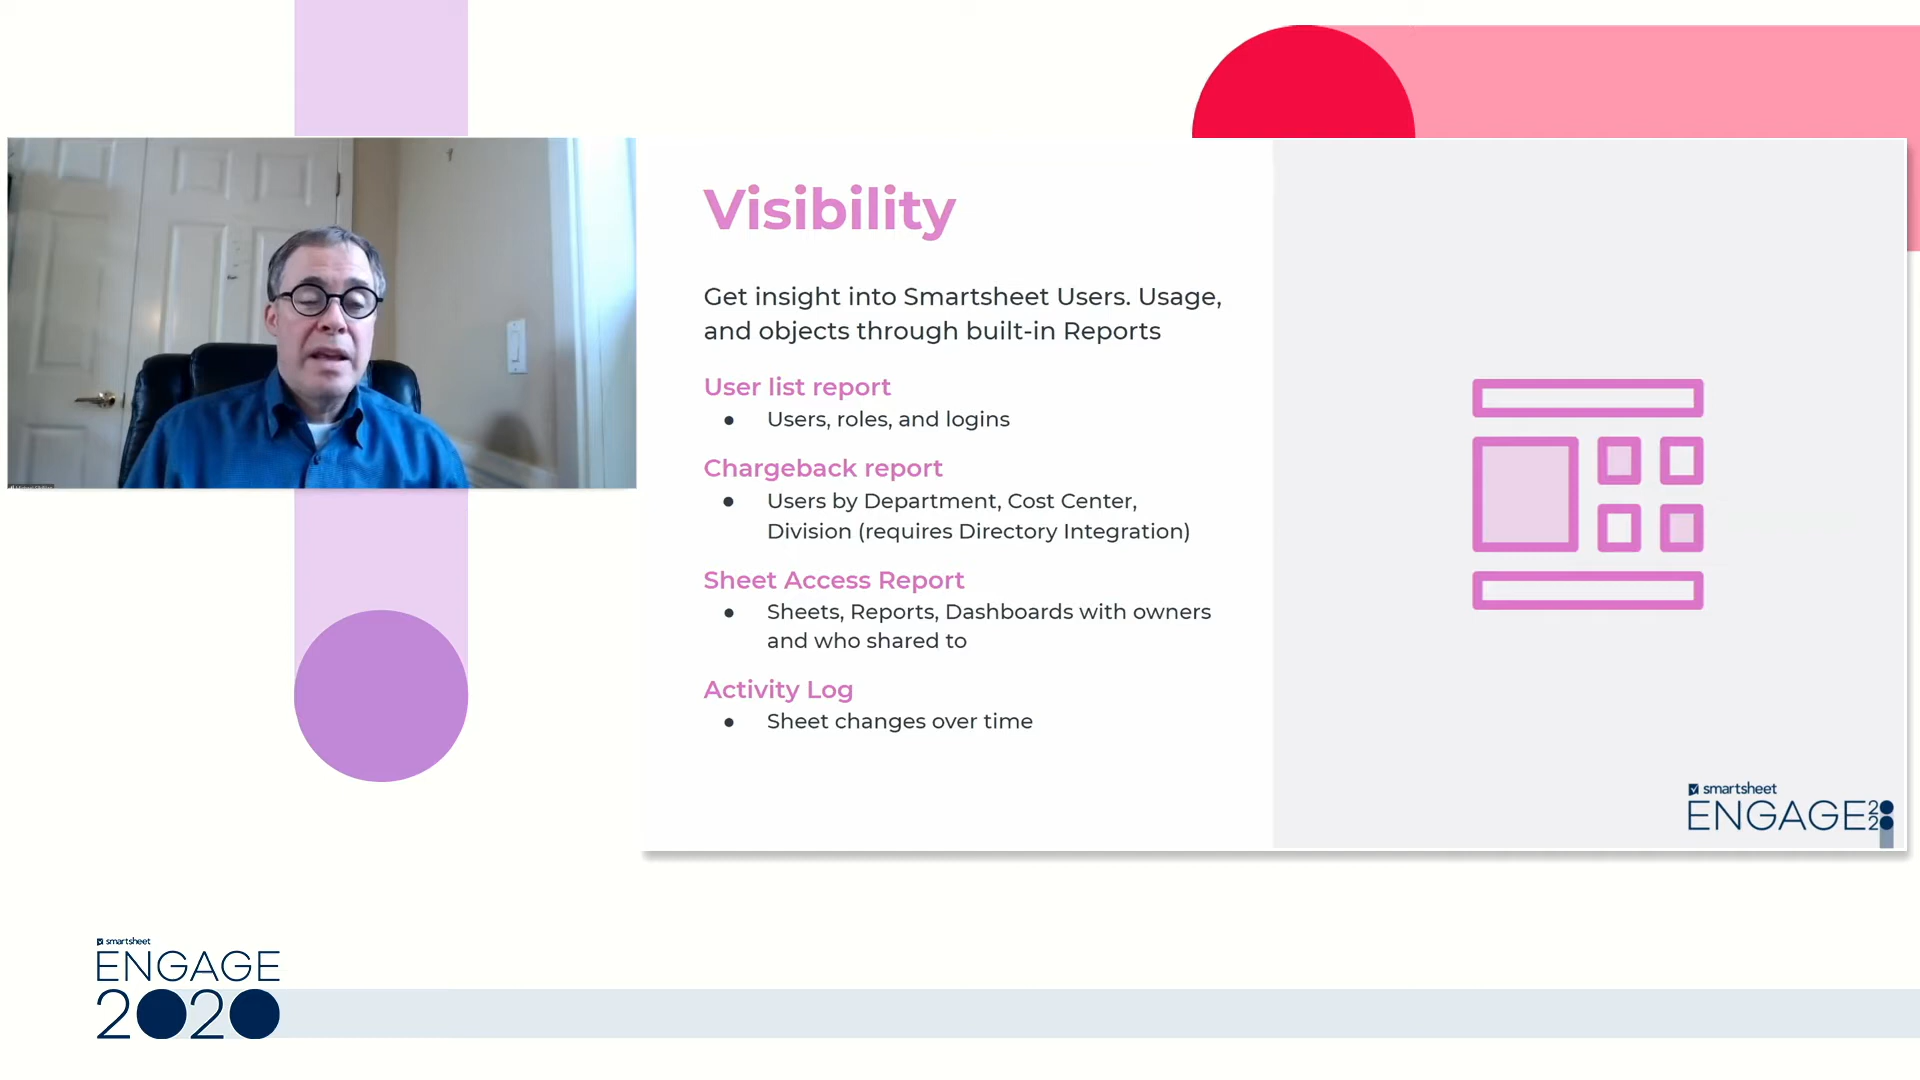 Visibility
Get insight into Smartsheet Users. Usage,
and objects through built-in Reports
User list report
● Users, roles, and logins
Chargeback report
● Users by Department, Cost Center,
Division (requires Directory Integration)
Sheet Access Report
● Sheets, Reports, Dashboards with owners
and who shared to
Activity Log
● Sheet changes over time
smartsheet
ENGAGE 2020
smartsheet
ENGAGE
2020